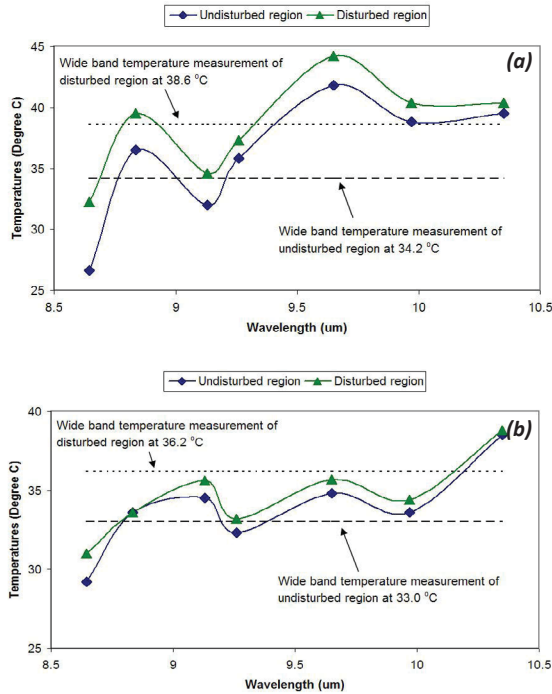 Undisturbed region Disturbed region
45
40
35
30
25
8.5 9 9.5 10 10.5
Temperatures (Degree C)
Wavelength (um)
(a)
Wide band temperature measurement of
disturbed region at 38.6 °C
Wide band temperature measurement of
undisturbed region at 34.2 °C
Undisturbed region Disturbed region
40
35
30
25
8.5 9 9.5 10 10.5
Temperatures (Degree C)
Wavelength (um)
(b)
Wide band temperature measurement of
disturbed region at 36.2 °C
Wide band temperature measurement of
undisturbed region at 33.0 °C